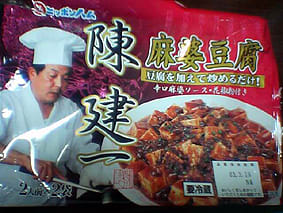 ニッポンハム
陳建一
麻婆豆腐
豆腐を加えて炒めるだけ!
辛口麻婆ソース・花椒粉付き
2人前×2袋
要冷蔵